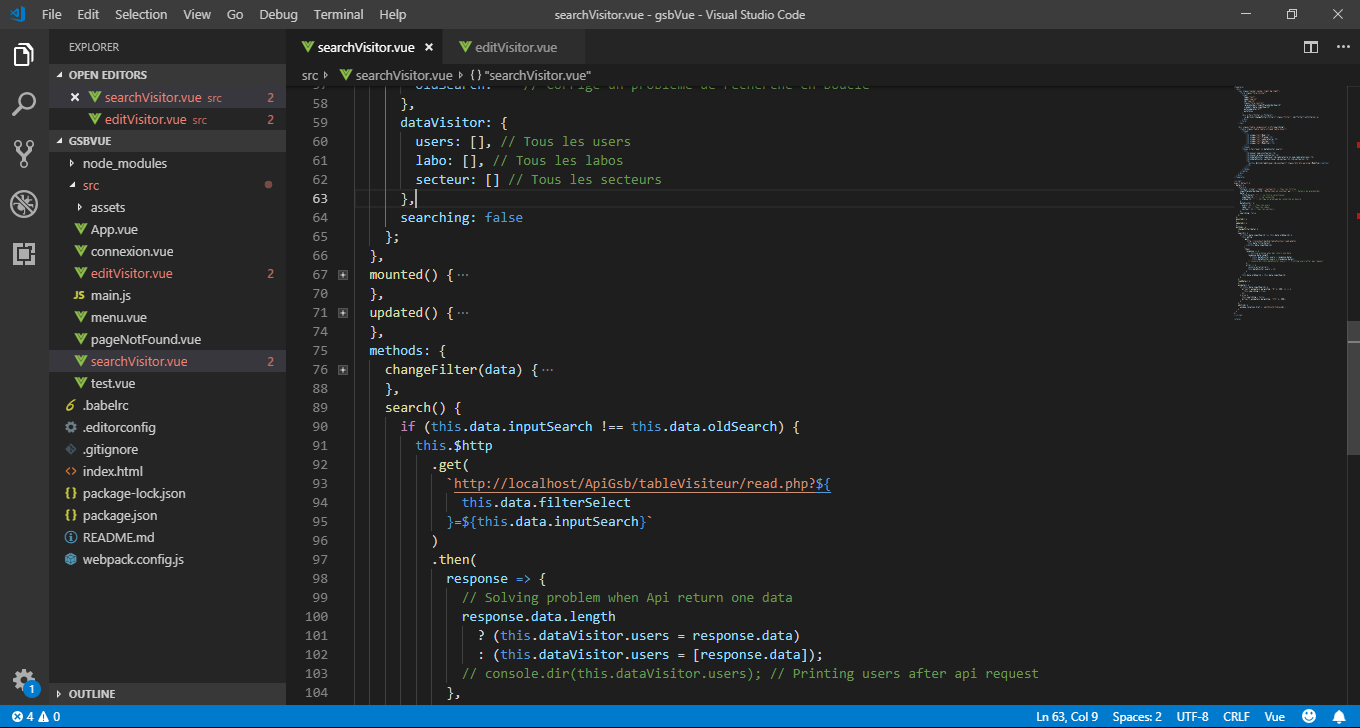 File Edit Selection View Go Debug Terminal Help searchVisitor.vue - gsbVue - Visual Studio Code
EXPLORER
OPEN EDITORS
searchVisitor.vue src 2
editVisitor.vue src 2
GSBVUE
node_modules
src
assets
App.vue
connexion.vue
editVisitor.vue 2
JS main.js
menu.vue
pageNotFound.vue
searchVisitor.vue 2
test.vue
.babelrc
.editorconfig
.gitignore
index.html
package-lock.json
package.json
README.md
webpack.config.js
OUTLINE
1
searchVisitor.vue editVisitor.vue
src searchVisitor.vue {} "searchVisitor.vue"
57 oldSearch: // Corrige un problème de recherche en boucle
58 },
59 dataVisitor: {
60 users: [], // Tous les users
61 labo: [], // Tous les labos
62 secteur: [] // Tous les secteurs
63 },
64 searching: false
65 };
66 },
67 mounted() {···
70 },
71 updated() {···
74 },
75 methods: {
76 changeFilter(data) {···
88 },
89 search() {
90 if (this.data.inputSearch !== this.data.oldSearch) {
91 this.$http
92 .get(
93 `http://localhost/ApiGsb/tableVisiteur/read.php?${
94 this.data.filterSelect
95 }=${this.data.inputSearch}`
96 )
97 .then(
98 response => {
99 // Solving problem when Api return one data
100 response.data.length
101 ? (this.dataVisitor.users = response.data)
102 : (this.dataVisitor.users = [response.data]);
103 // console.dir(this.dataVisitor.users); // Printing users after api request
104 },
4 0 Ln 63, Col 9 Spaces: 2 UTF-8 CRLF Vue